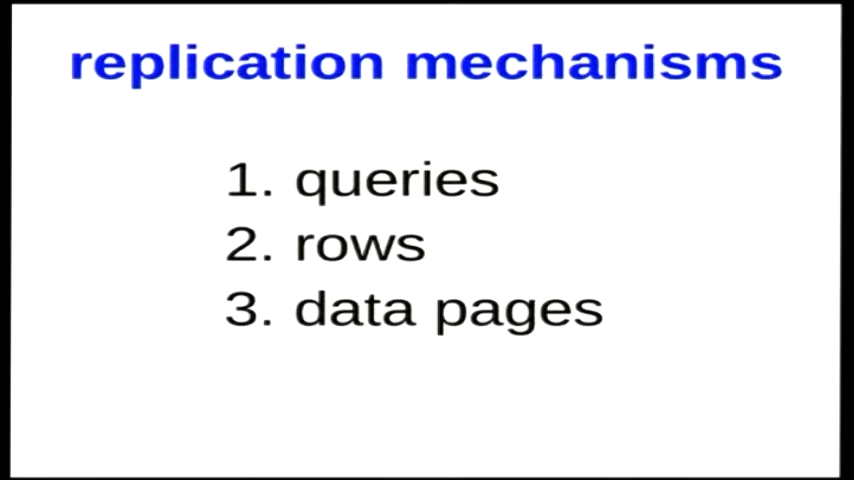 replication mechanisms
1. queries
2. rows
3. data pages